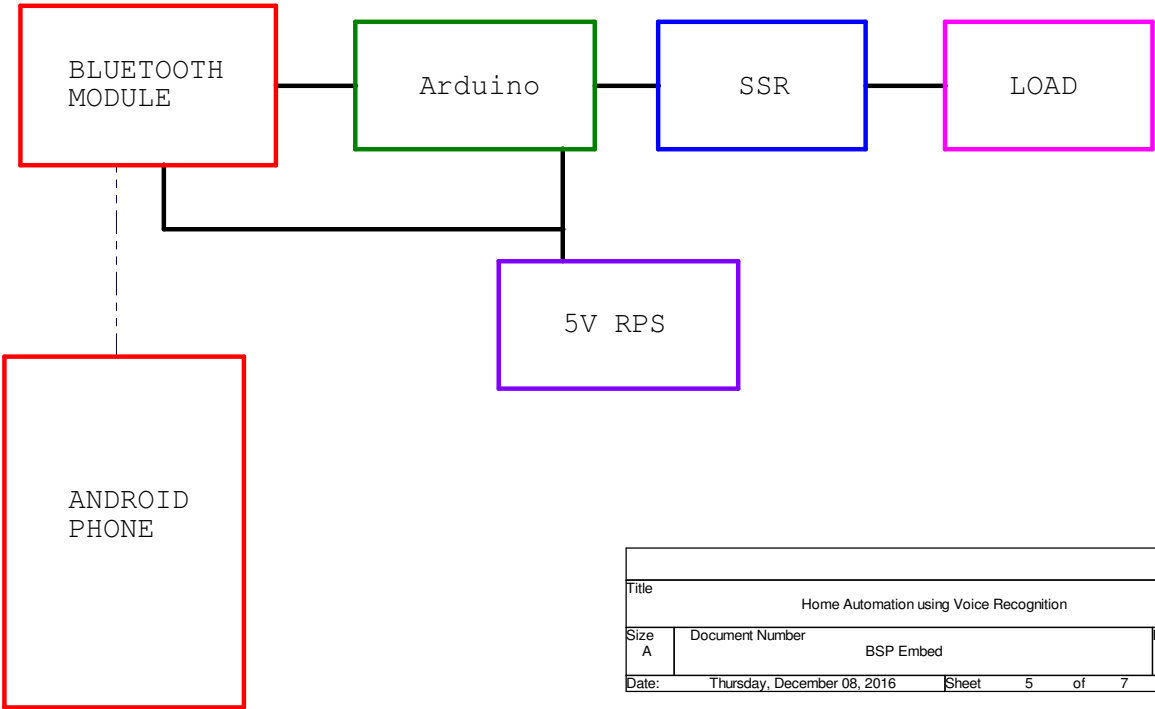 BLUETOOTH
MODULE
Arduino
SSR
LOAD
5V RPS
ANDROID
PHONE
Title
Home Automation using Voice Recognition
Size
Document Number
A
BSP Embed
Date:
Thursday, December 08, 2016
Sheet 5 of 7